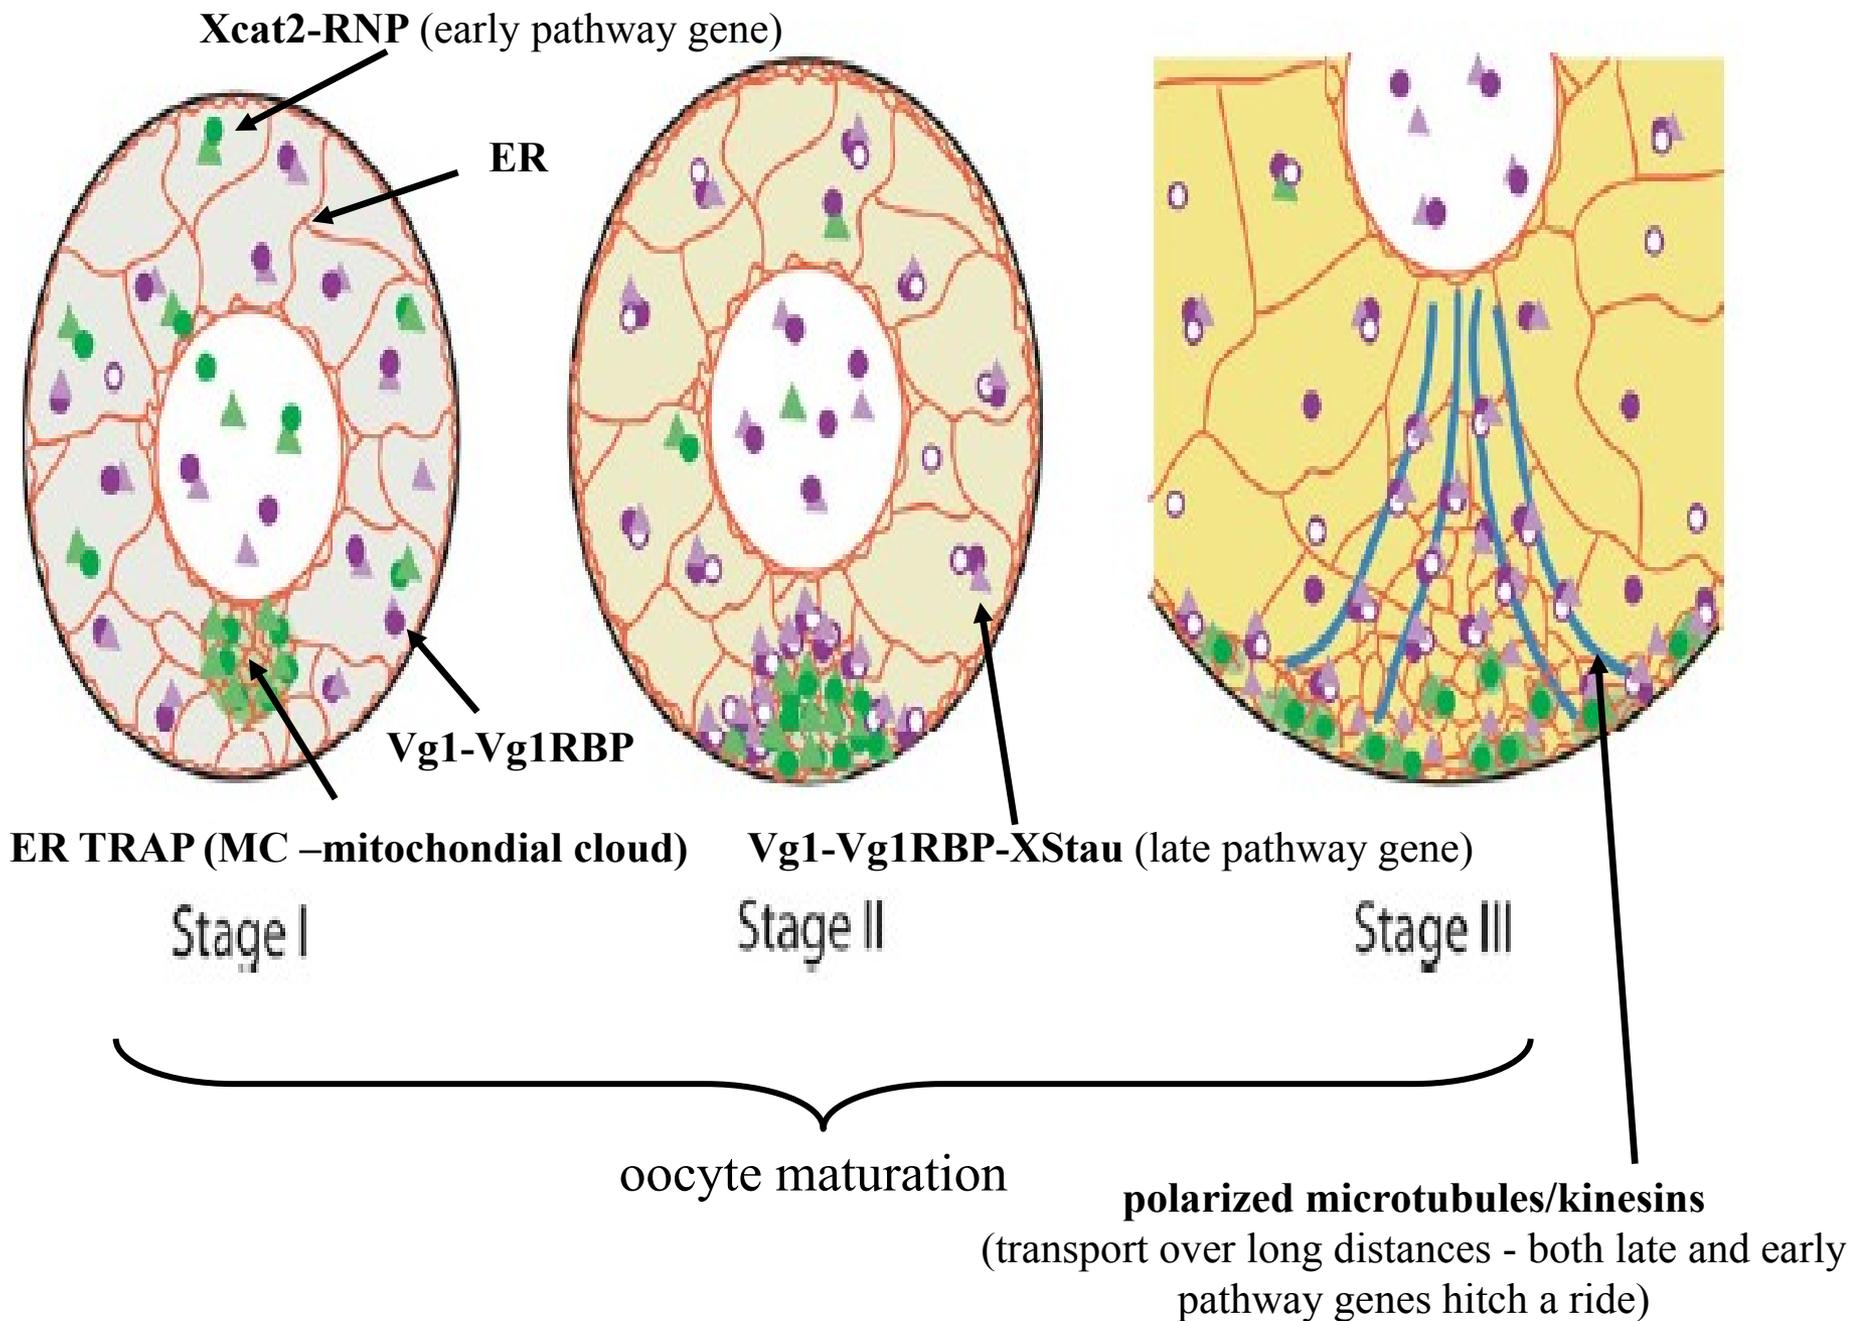 Xcat2-RNP (early pathway gene)
ER
Vg1-Vg1RBP
ER TRAP (MC –mitochondial cloud)
Vg1-Vg1RBP-XStau (late pathway gene)
Stage I
Stage II
Stage III
oocyte maturation
polarized microtubules/kinesins
(transport over long distances - both late and early
pathway genes hitch a ride)